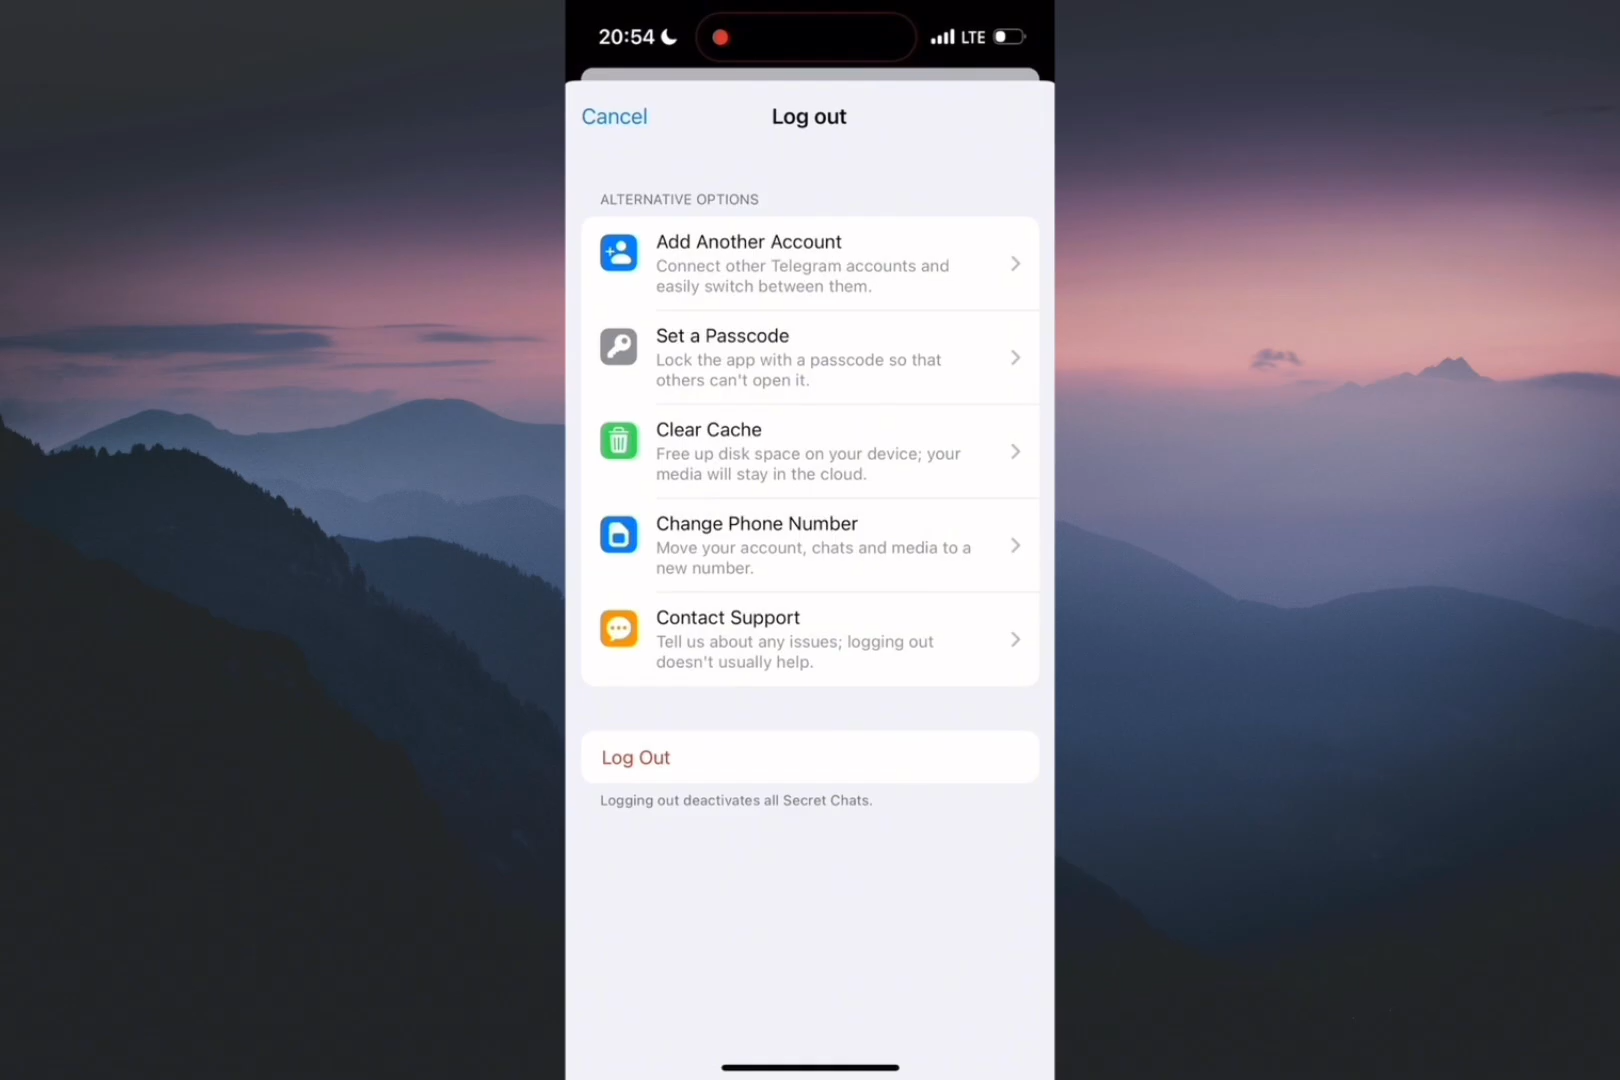 20:54
LTE
Cancel
Log out
ALTERNATIVE OPTIONS
Add Another Account
Connect other Telegram accounts and
easily switch between them.
Set a Passcode
Lock the app with a passcode so that
others can't open it.
Clear Cache
Free up disk space on your device; your
media will stay in the cloud.
Change Phone Number
Move your account, chats and media to a
new number.
Contact Support
Tell us about any issues; logging out
doesn't usually help.
Log Out
Logging out deactivates all Secret Chats.